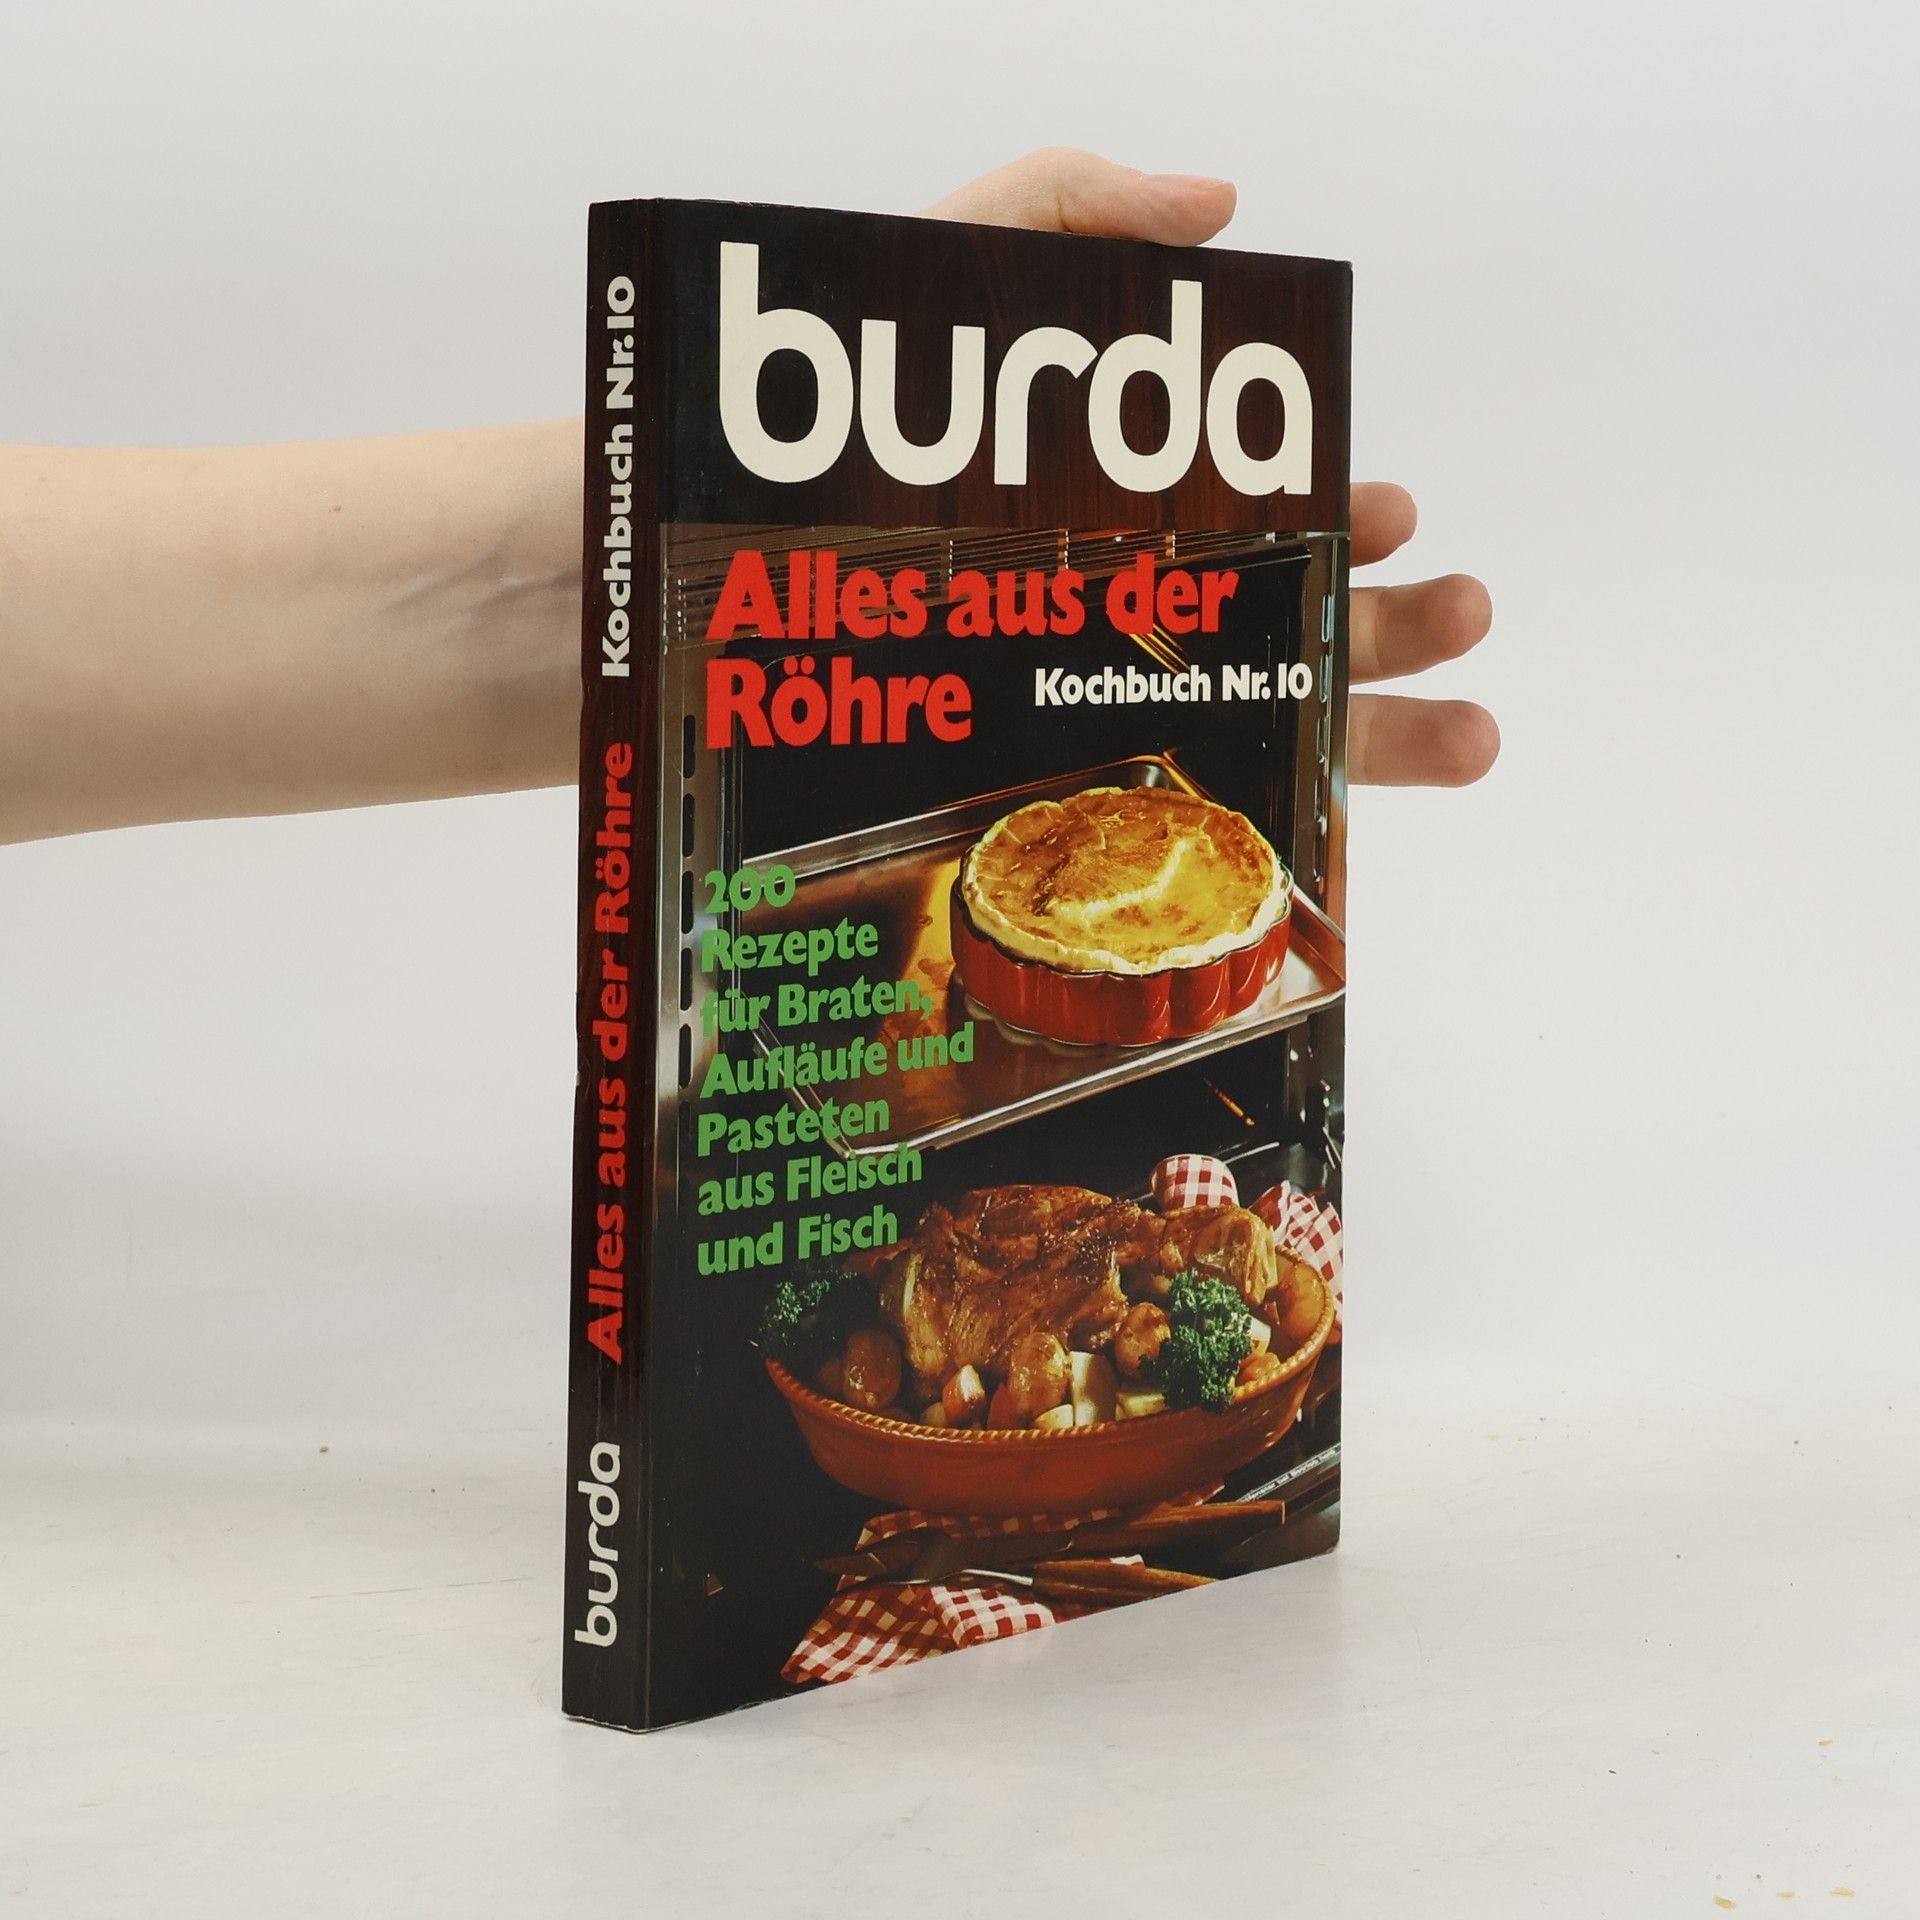 burda
Alles aus der
Röhre
Kochbuch Nr. 10
200
Rezepte
für Braten,
Aufläufe und
Pasteten
aus Fleisch
und Fisch
burda Alles aus der Röhre Kochbuch Nr. 10